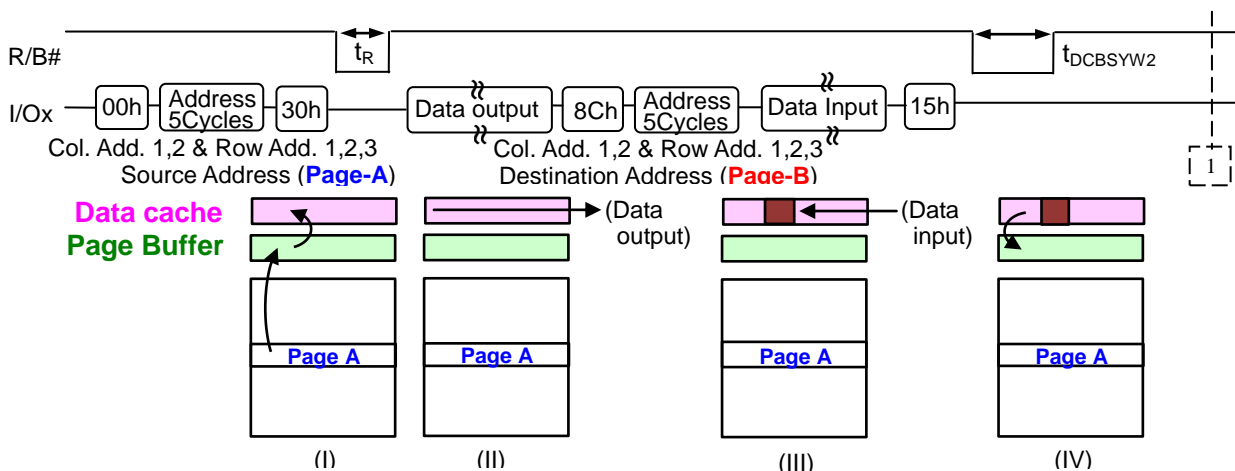 R/B#
tR
tDCBSYW2
I/Ox
00h
Address
5Cycles
30h
Data output
8Ch
Address
5Cycles
Data Input
15h
Col. Add. 1,2 & Row Add. 1,2,3
Source Address (Page-A)
Col. Add. 1,2 & Row Add. 1,2,3
Destination Address (Page-B)
1
Data cache
Page Buffer
(Data
output)
(Data
input)
Page A
Page A
Page A
Page A
(I)
(II)
(III)
(IV)